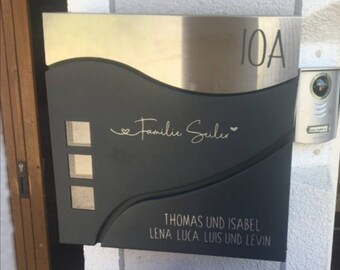 10A
Familie Seiler
THOMAS UND ISABEL
LENA LUCA LUIS UND LEVIN